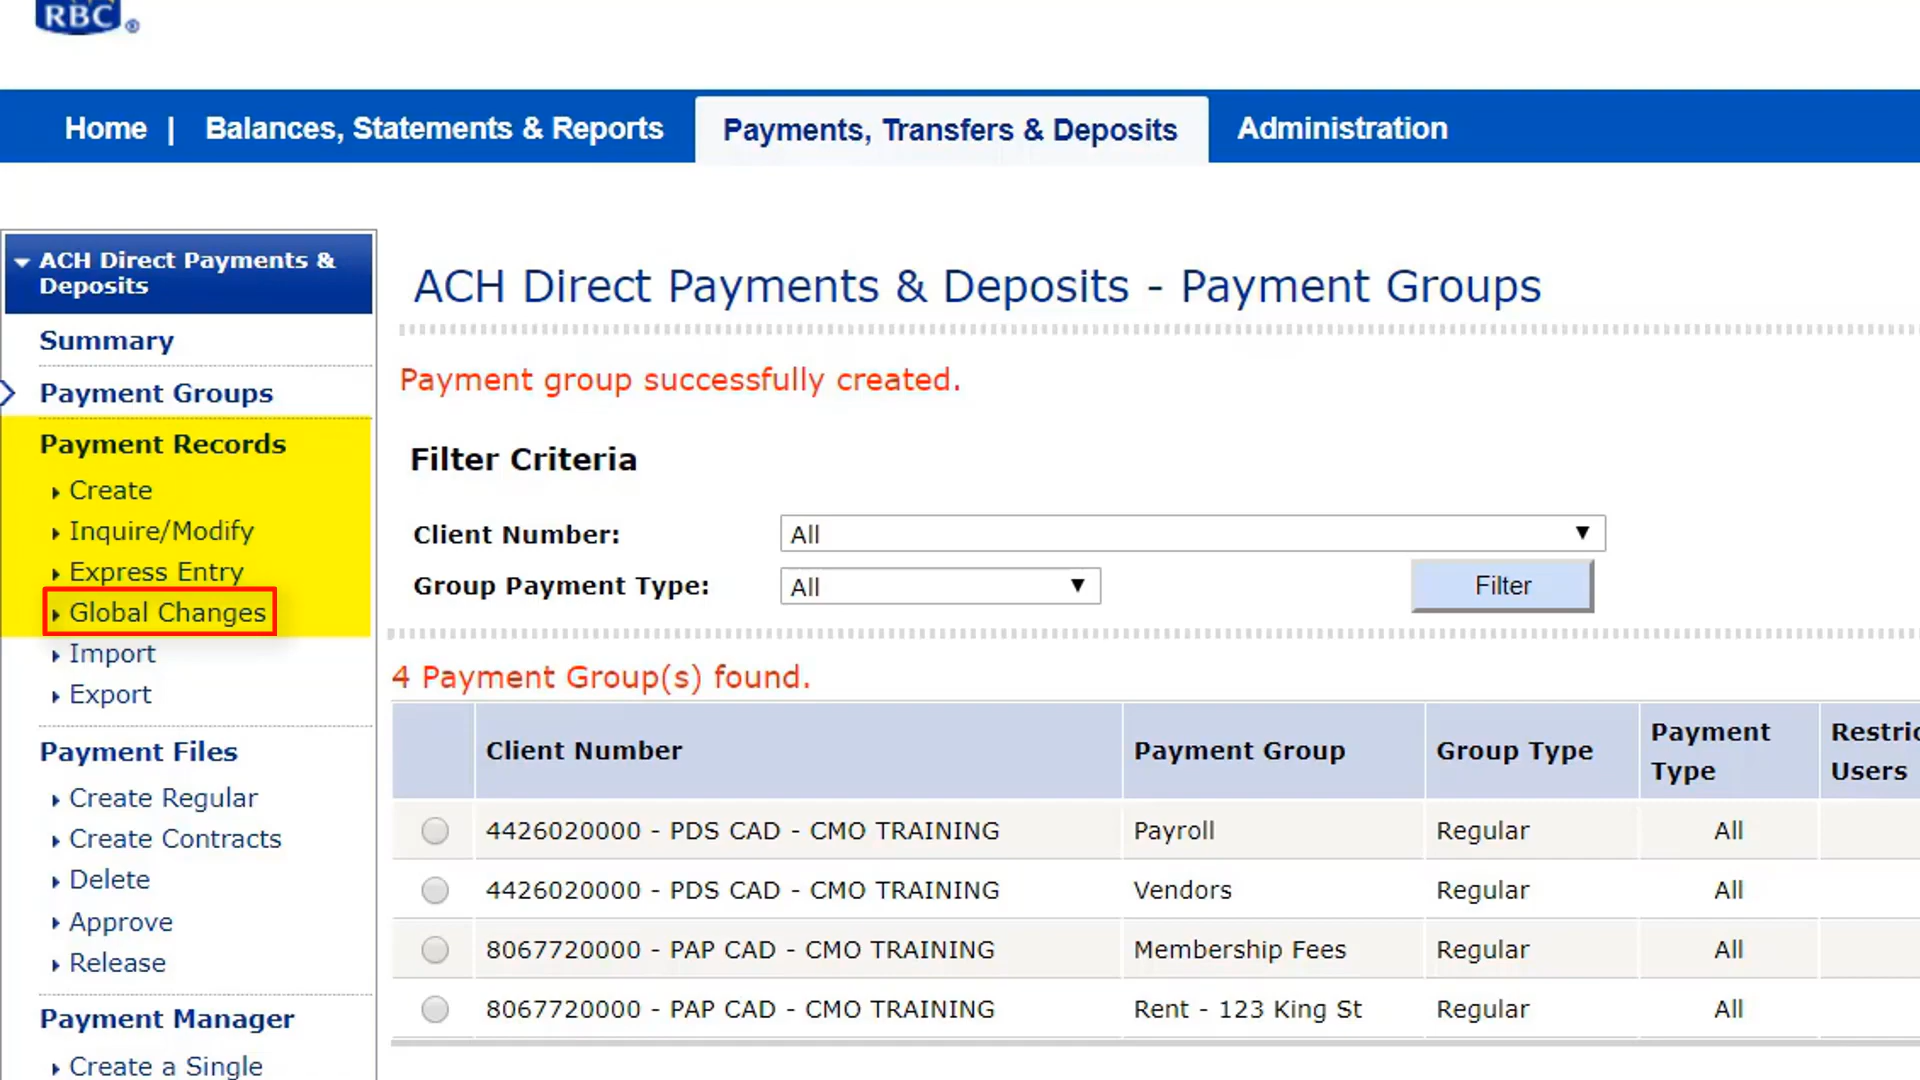 RBC ®
Home | Balances, Statements & Reports Payments, Transfers & Deposits Administration
ACH Direct Payments &
Deposits
Summary
Payment Groups
Payment Records
Create
Inquire/Modify
Express Entry
Global Changes
Import
Export
Payment Files
Create Regular
Create Contracts
Delete
Approve
Release
Payment Manager
Create a Single
ACH Direct Payments & Deposits - Payment Groups
Payment group successfully created.
Filter Criteria
Client Number: All
Group Payment Type: All Filter
4 Payment Group(s) found.
Client Number Payment Group Group Type Payment Type Restric Users
4426020000 - PDS CAD - CMO TRAINING Payroll Regular All
4426020000 - PDS CAD - CMO TRAINING Vendors Regular All
8067720000 - PAP CAD - CMO TRAINING Membership Fees Regular All
8067720000 - PAP CAD - CMO TRAINING Rent - 123 King St Regular All